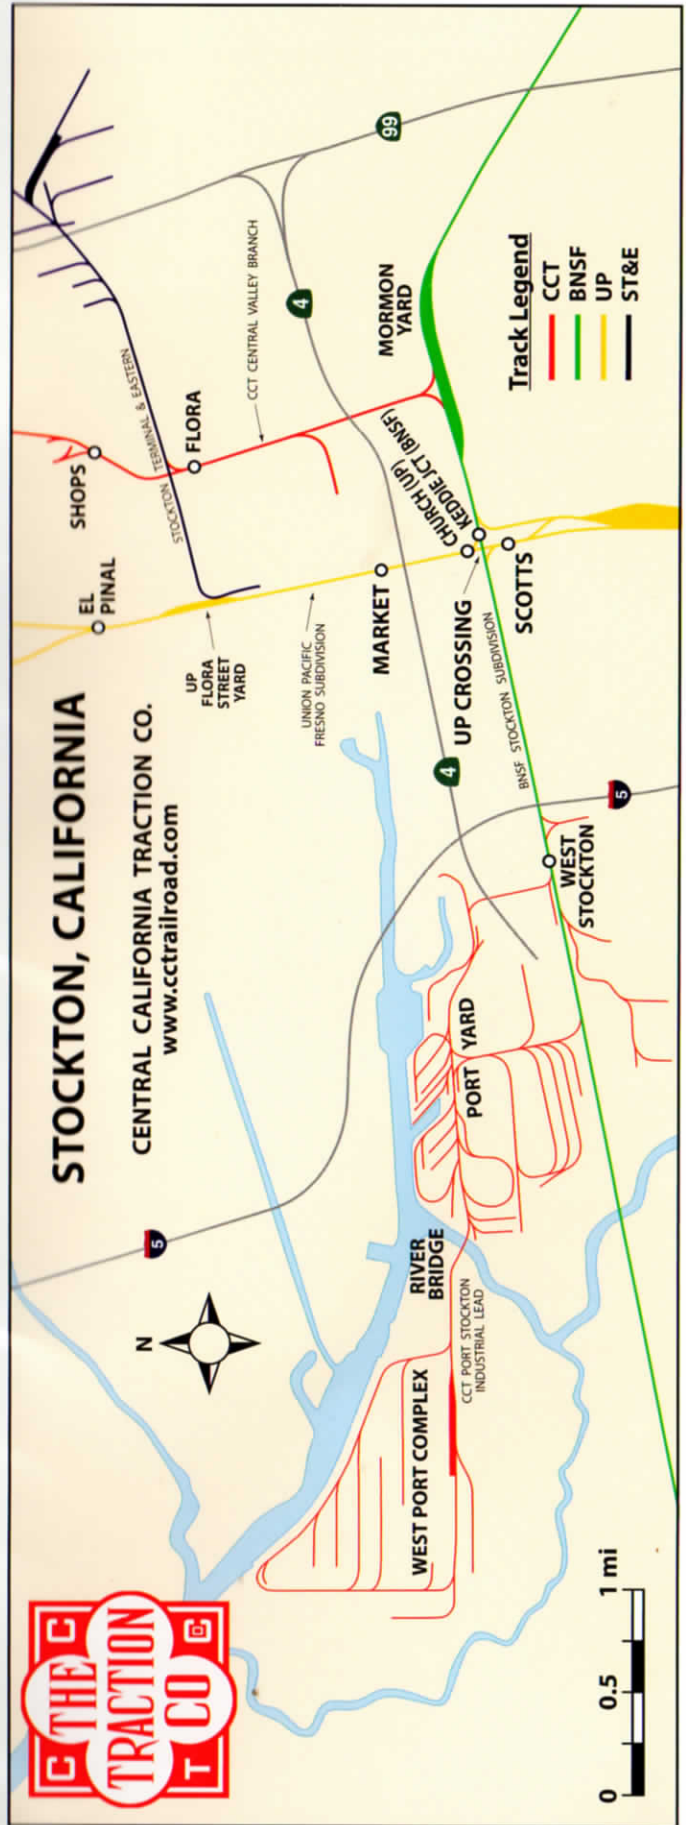 STOCKTON, CALIFORNIA
CENTRAL CALIFORNIA TRACTION CO.
www.cctrailroad.com
C C
THE
TRACTION
CO
T C
N
5
EL
PINAL
SHOPS
FLORA
STOCKTON TERMINAL & EASTERN
UP
FLORA
STREET
YARD
CCT CENTRAL VALLEY BRANCH
UNION PACIFIC
FRESNO SUBDIVISION
4
99
MARKET
MORMON
YARD
CHURCH (UP)
KEDDIE JCT (BNSF)
UP CROSSING
4
SCOTTS
BNSF STOCKTON SUBDIVISION
5
WEST
STOCKTON
PORT YARD
RIVER
BRIDGE
CCT PORT STOCKTON
INDUSTRIAL LEAD
WEST PORT COMPLEX
Track Legend
CCT
BNSF
UP
ST&E
0 0.5 1 mi